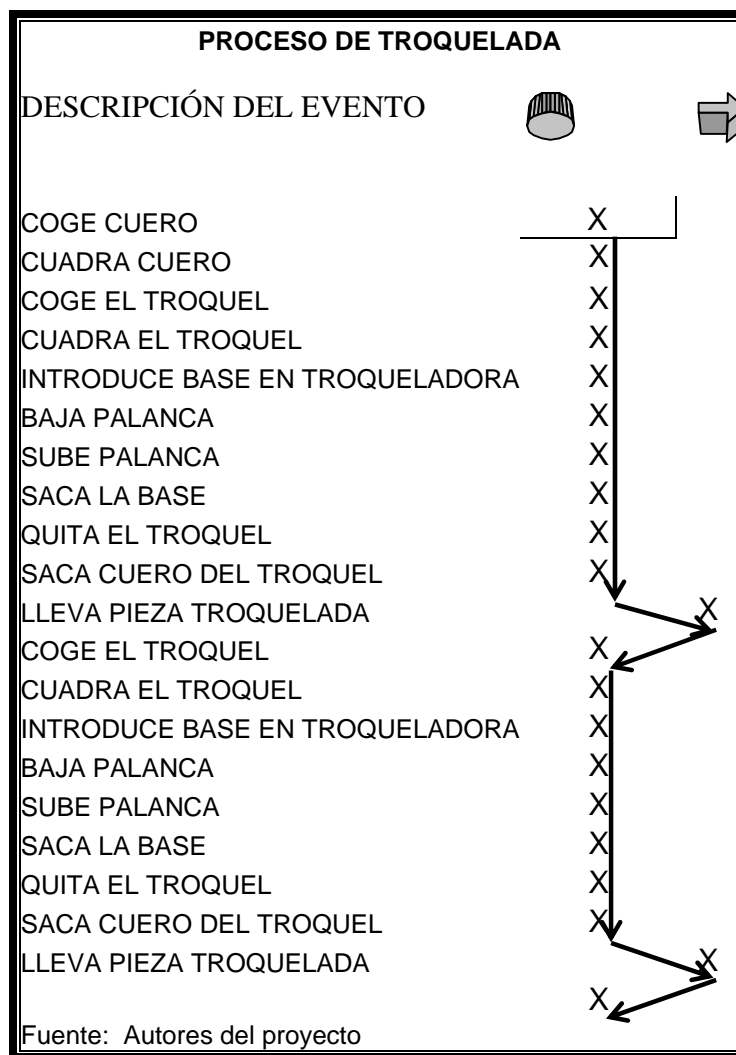 PROCESO DE TROQUELADA
DESCRIPCIÓN DEL EVENTO
COGE CUERO X
CUADRA CUERO X
COGE EL TROQUEL X
CUADRA EL TROQUEL X
INTRODUCE BASE EN TROQUELADORA X
BAJA PALANCA X
SUBE PALANCA X
SACA LA BASE X
QUITA EL TROQUEL X
SACA CUERO DEL TROQUEL X
LLEVA PIEZA TROQUELADA X
COGE EL TROQUEL X
CUADRA EL TROQUEL X
INTRODUCE BASE EN TROQUELADORA X
BAJA PALANCA X
SUBE PALANCA X
SACA LA BASE X
QUITA EL TROQUEL X
SACA CUERO DEL TROQUEL X
LLEVA PIEZA TROQUELADA X
X
Fuente: Autores del proyecto